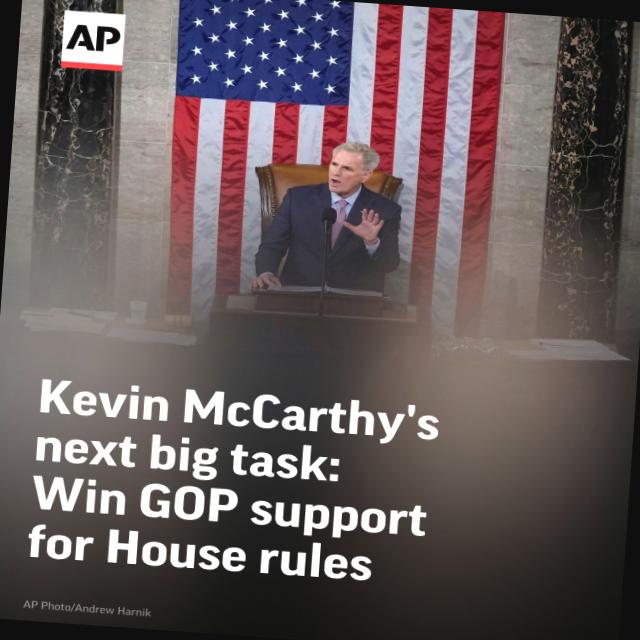 AP
Kevin McCarthy's
next big task:
Win GOP support
for House rules
AP Photo/Andrew Harnik